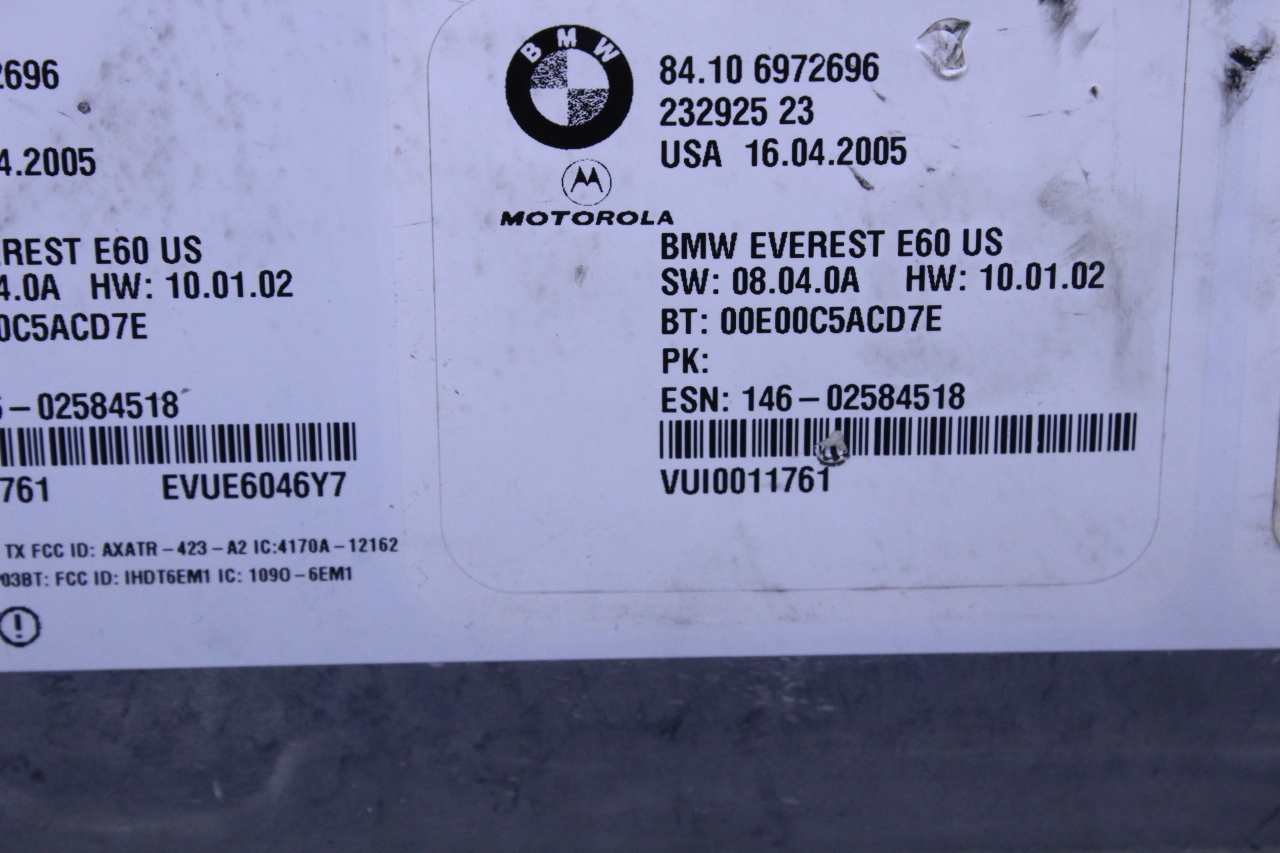 2696
4.2005
EREST E60 US
4.0A HW: 10.01.02
0C5ACD7E
6-02584518
761 EVUE6046Y7
TX FCC ID: AXATR-423-A2 IC:4170A-12162
03BT: FCC ID: IHDT6EM1 IC: 1090-6EM1
!
BMW
MOTOROLA
84.10 6972696
232925 23
USA 16.04.2005
BMW EVEREST E60 US
SW: 08.04.0A HW: 10.01.02
BT: 00E00C5ACD7E
PK:
ESN: 146-02584518
VUI0011761